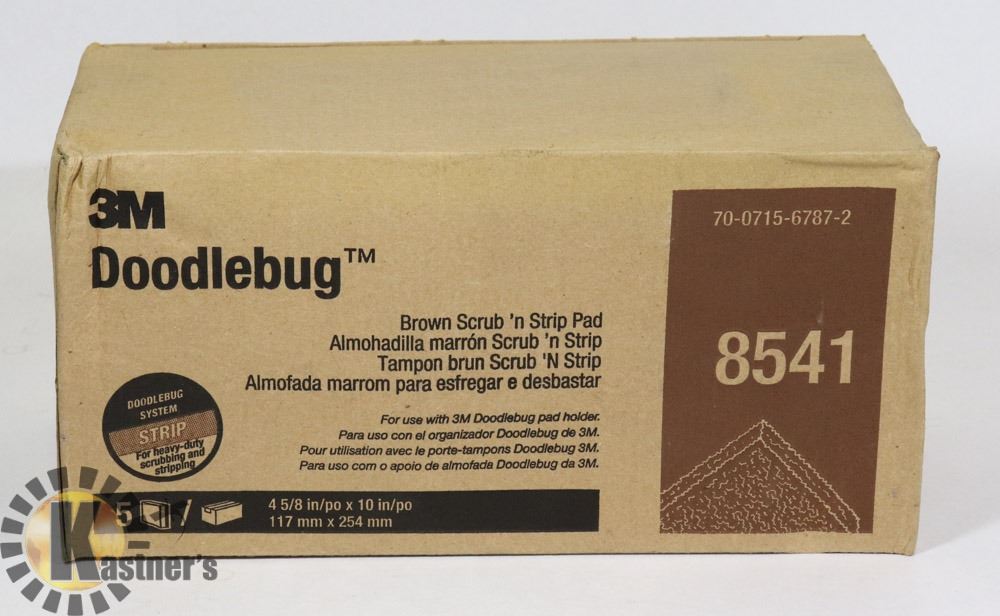 3M
Doodlebug™
Brown Scrub 'n Strip Pad
Almohadilla marrón Scrub 'n Strip
Tampon brun Scrub 'N Strip
Almofada marrom para esfregar e desbastar
For use with 3M Doodlebug pad holder.
Para uso con el organizador Doodlebug de 3M.
Pour utilisation avec le porte-tampons Doodlebug 3M.
Para uso com o apoio de almofada Doodlebug da 3M.
DOODLEBUG
SYSTEM
STRIP
For heavy-duty
scrubbing and
stripping
5 /
4 5/8 in/po x 10 in/po
117 mm x 254 mm
70-0715-6787-2
8541
Kastner's